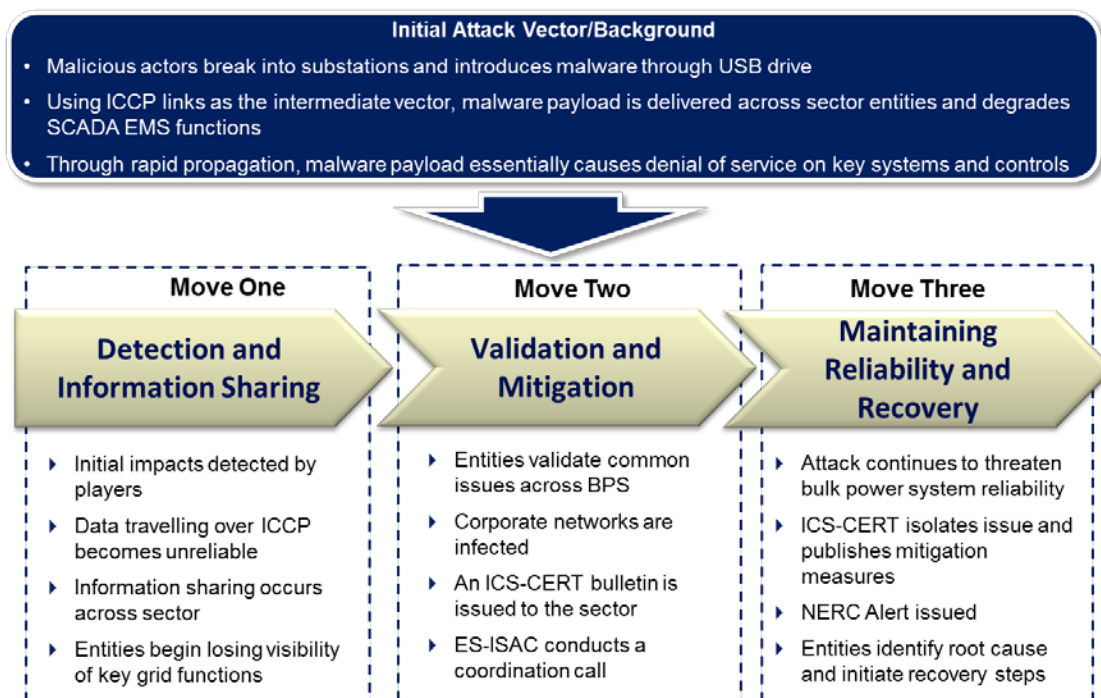 Initial Attack Vector/Background
• Malicious actors break into substations and introduces malware through USB drive
• Using ICCP links as the intermediate vector, malware payload is delivered across sector entities and degrades
SCADA EMS functions
• Through rapid propagation, malware payload essentially causes denial of service on key systems and controls
Move One
Detection and
Information Sharing
Initial impacts detected by
players
Data travelling over ICCP
becomes unreliable
Information sharing occurs
across sector
Entities begin losing visibility
of key grid functions
Move Two
Validation and
Mitigation
Entities validate common
issues across BPS
Corporate networks are
infected
An ICS-CERT bulletin is
issued to the sector
ES-ISAC conducts a
coordination call
Move Three
Maintaining
Reliability and
Recovery
Attack continues to threaten
bulk power system reliability
ICS-CERT isolates issue and
publishes mitigation
measures
NERC Alert issued
Entities identify root cause
and initiate recovery steps